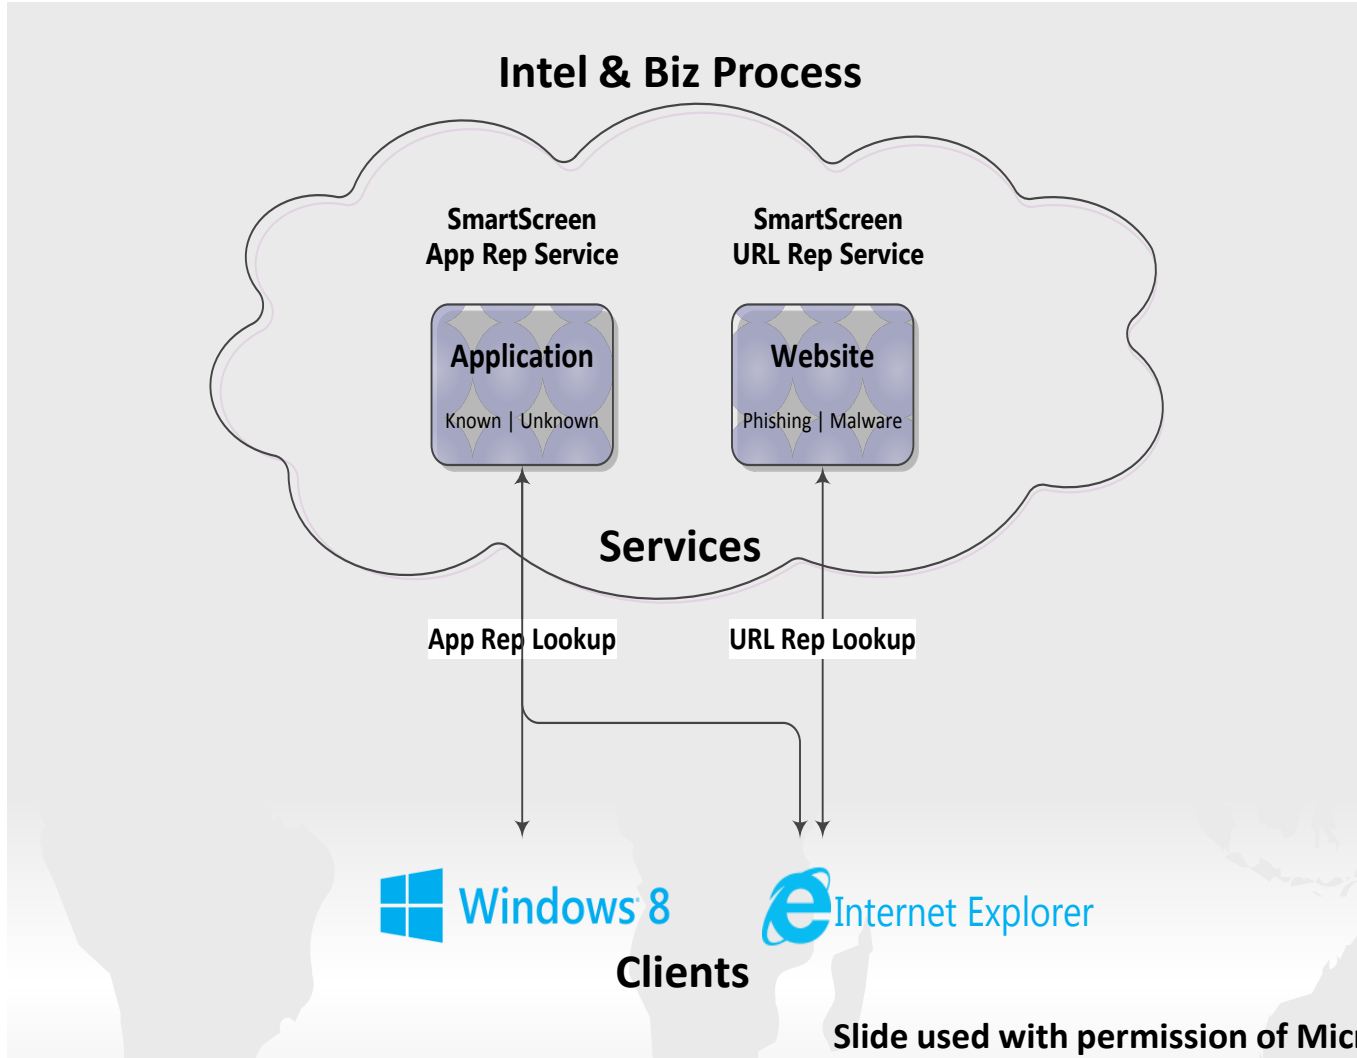 Intel & Biz Process
SmartScreen
App Rep Service
SmartScreen
URL Rep Service
Application
Known | Unknown
Website
Phishing | Malware
Services
App Rep Lookup
URL Rep Lookup
Windows 8
Internet Explorer
Clients
Slide used with permission of